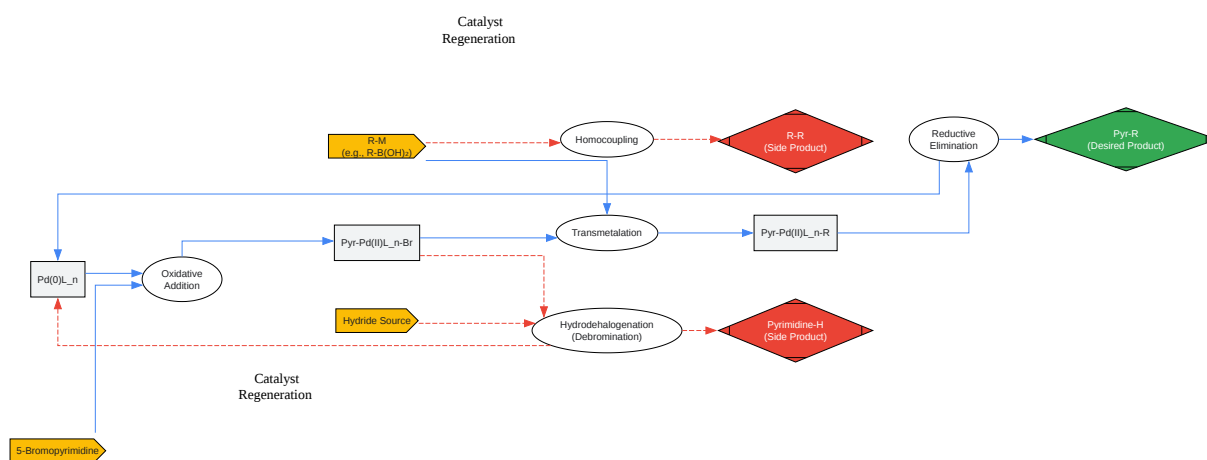 Catalyst
Regeneration
R-M
(e.g., R-B(OH)₂)
Homocoupling
R-R
(Side Product)
Reductive
Elimination
Pyr-R
(Desired Product)
Pyr-Pd(II)L_n-Br
Transmetalation
Pyr-Pd(II)L_n-R
Pd(0)L_n
Oxidative
Addition
Hydride Source
Hydrodehalogenation
(Debromination)
Pyrimidine-H
(Side Product)
Catalyst
Regeneration
5-Bromopyrimidine